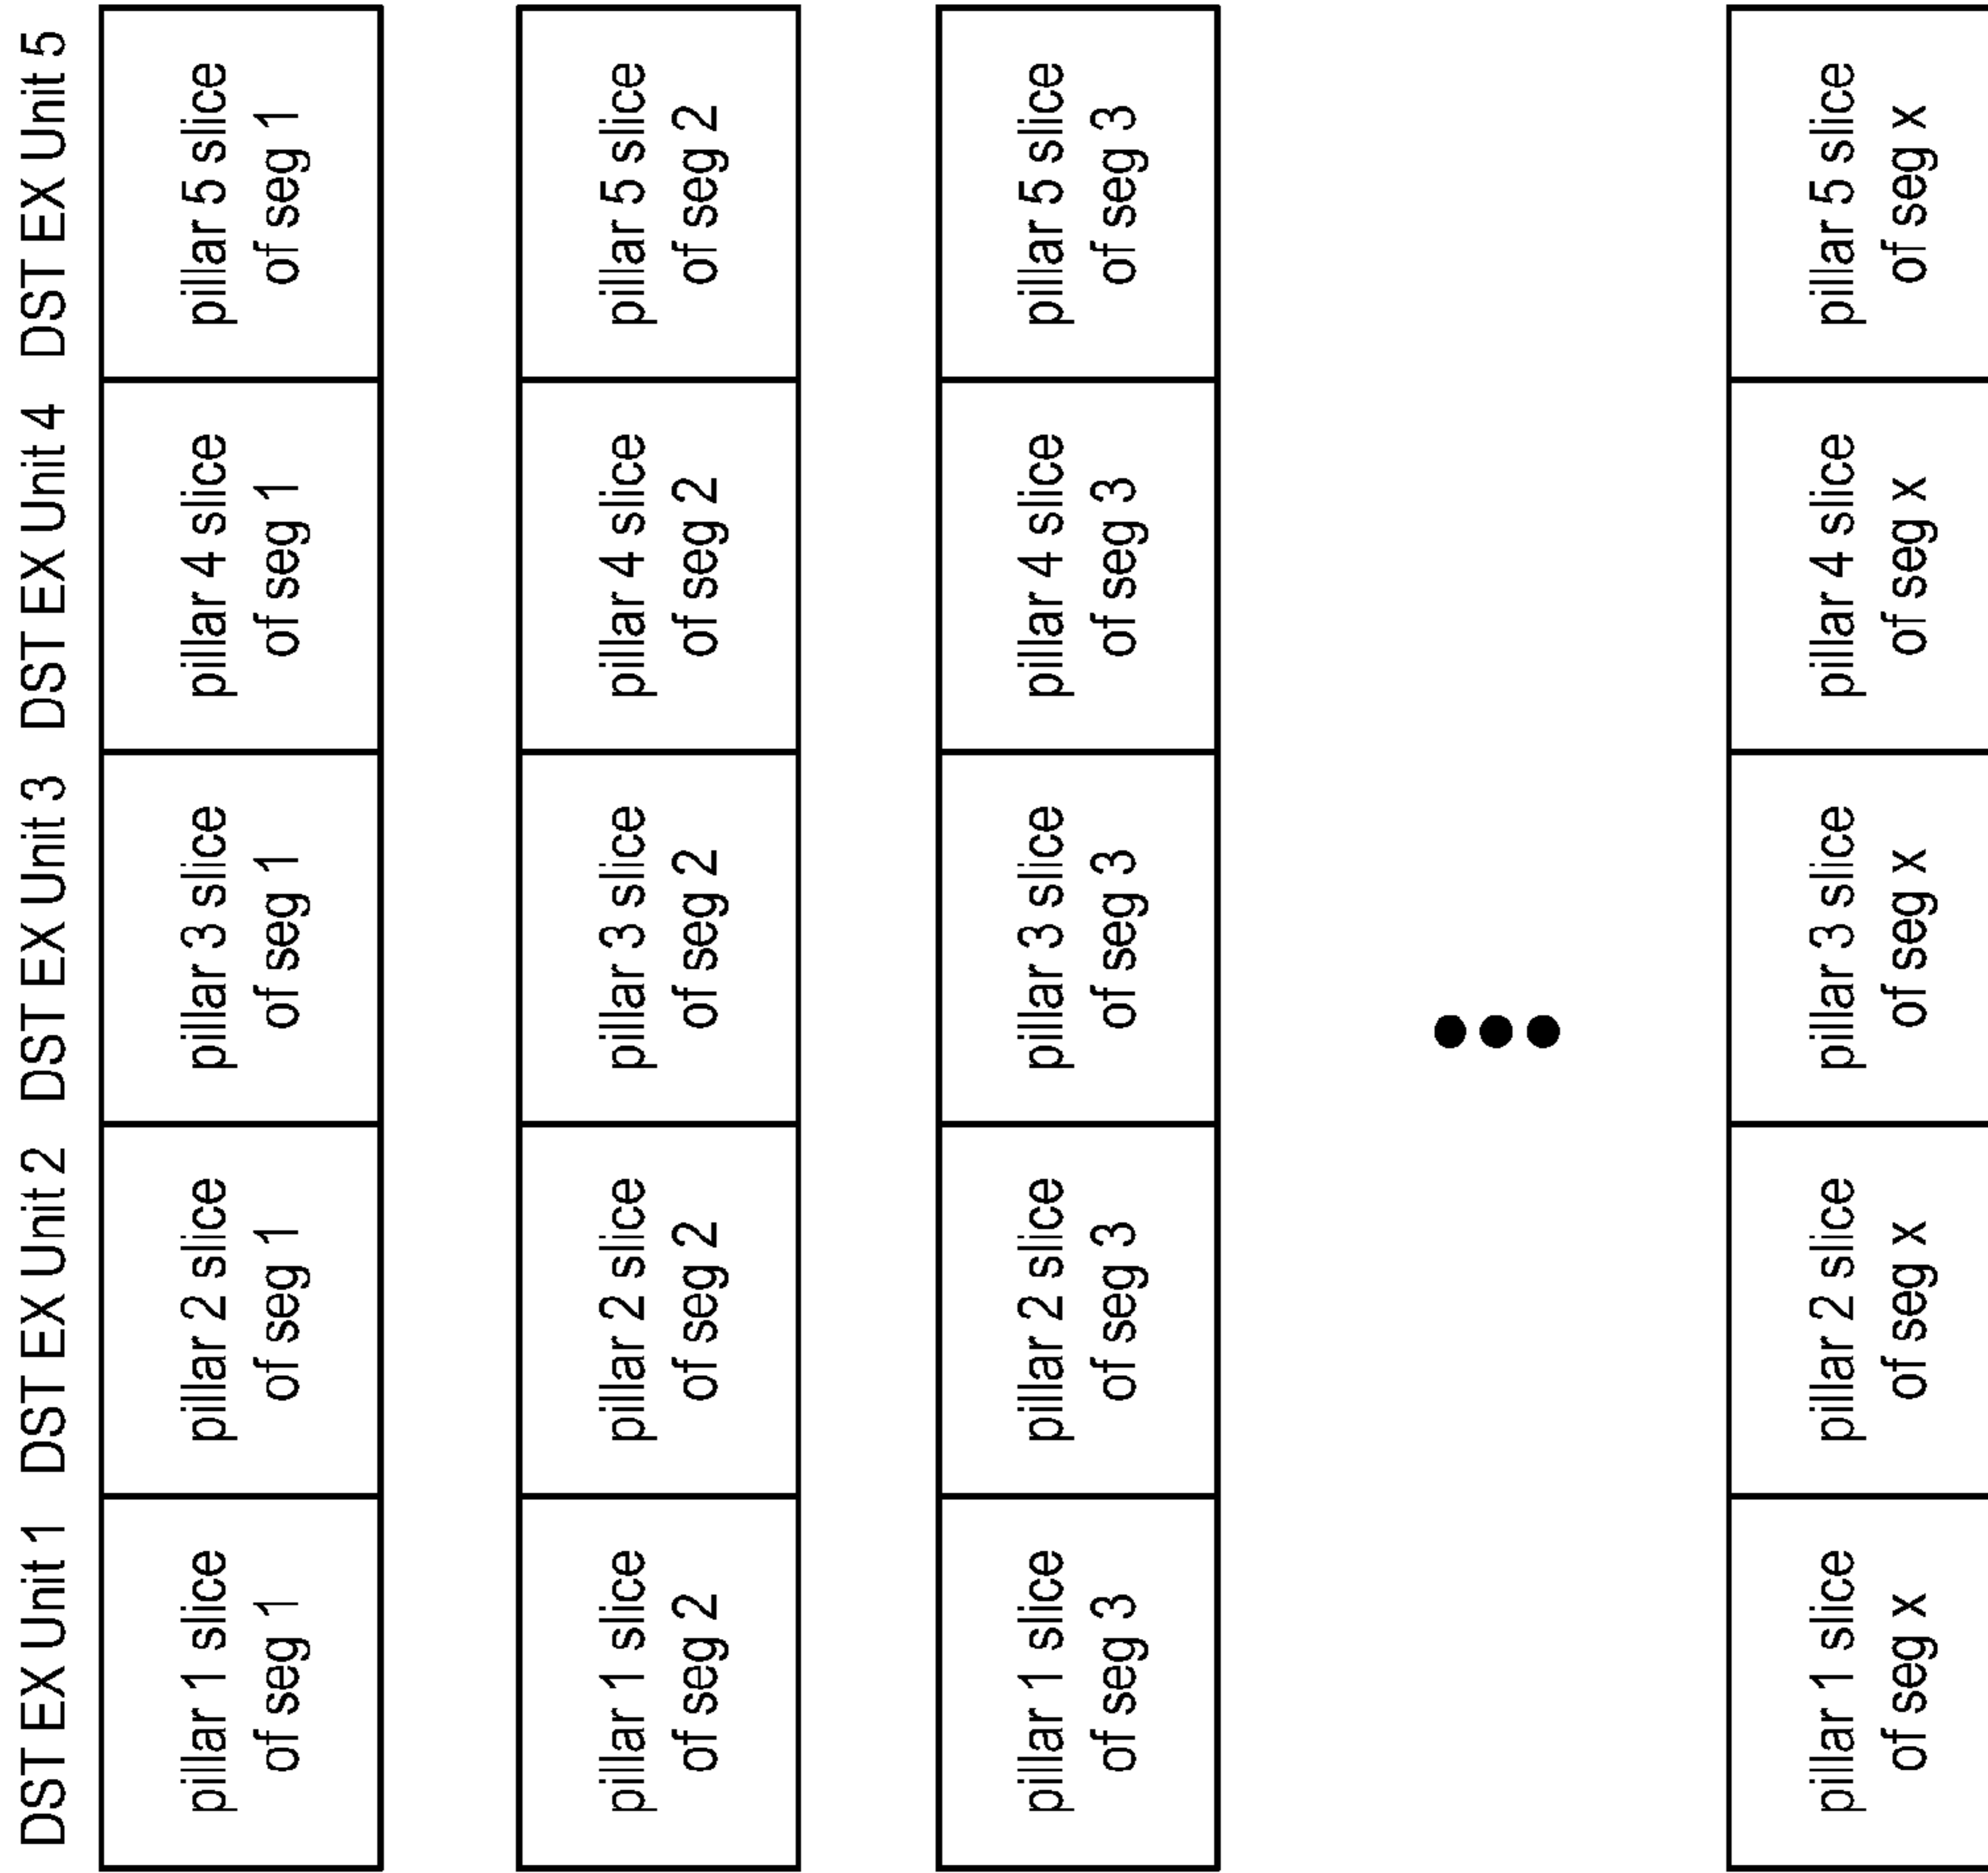 DST EX Unit 1 DST EX Unit 2 DST EX Unit 3 DST EX Unit 4 DST EX Unit 5
pillar 1 slice
of seg 1
pillar 2 slice
of seg 1
pillar 3 slice
of seg 1
pillar 4 slice
of seg 1
pillar 5 slice
of seg 1
pillar 1 slice
of seg 2
pillar 2 slice
of seg 2
pillar 3 slice
of seg 2
pillar 4 slice
of seg 2
pillar 5 slice
of seg 2
pillar 1 slice
of seg 3
pillar 2 slice
of seg 3
pillar 3 slice
of seg 3
pillar 4 slice
of seg 3
pillar 5 slice
of seg 3
pillar 1 slice
of seg x
pillar 2 slice
of seg x
pillar 3 slice
of seg x
pillar 4 slice
of seg x
pillar 5 slice
of seg x